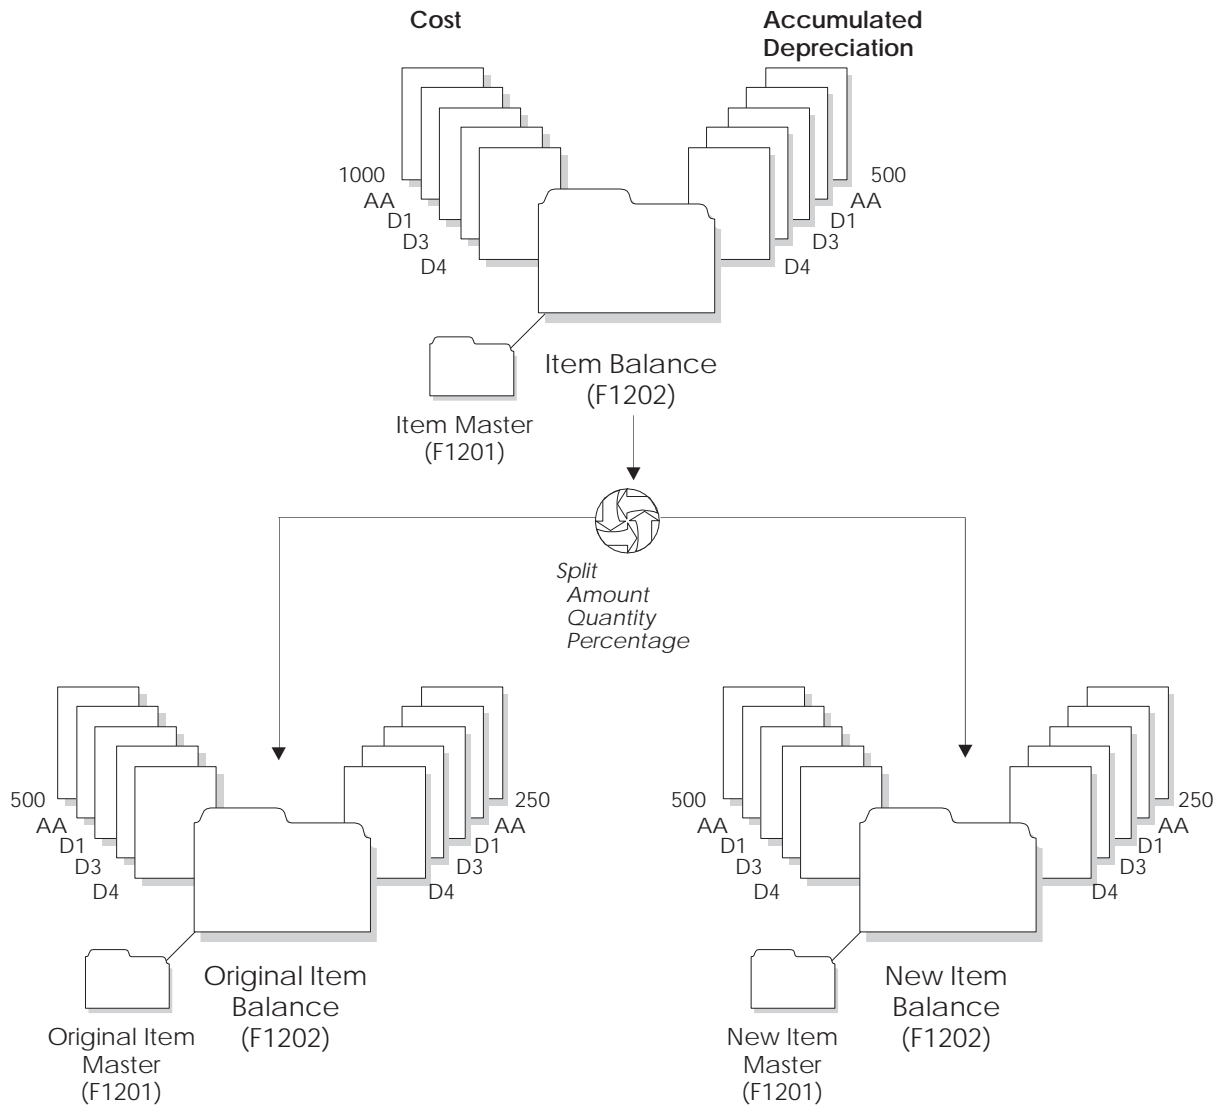 Cost
Accumulated
Depreciation
1000
AA
D1
D3
D4
500
AA
D1
D3
D4
Item Balance
(F1202)
Item Master
(F1201)
Split
Amount
Quantity
Percentage
500
AA
D1
D3
D4
250
AA
D1
D3
D4
Original Item
Balance
(F1202)
Original Item
Master
(F1201)
500
AA
D1
D3
D4
250
AA
D1
D3
D4
New Item
Balance
(F1202)
New Item
Master
(F1201)